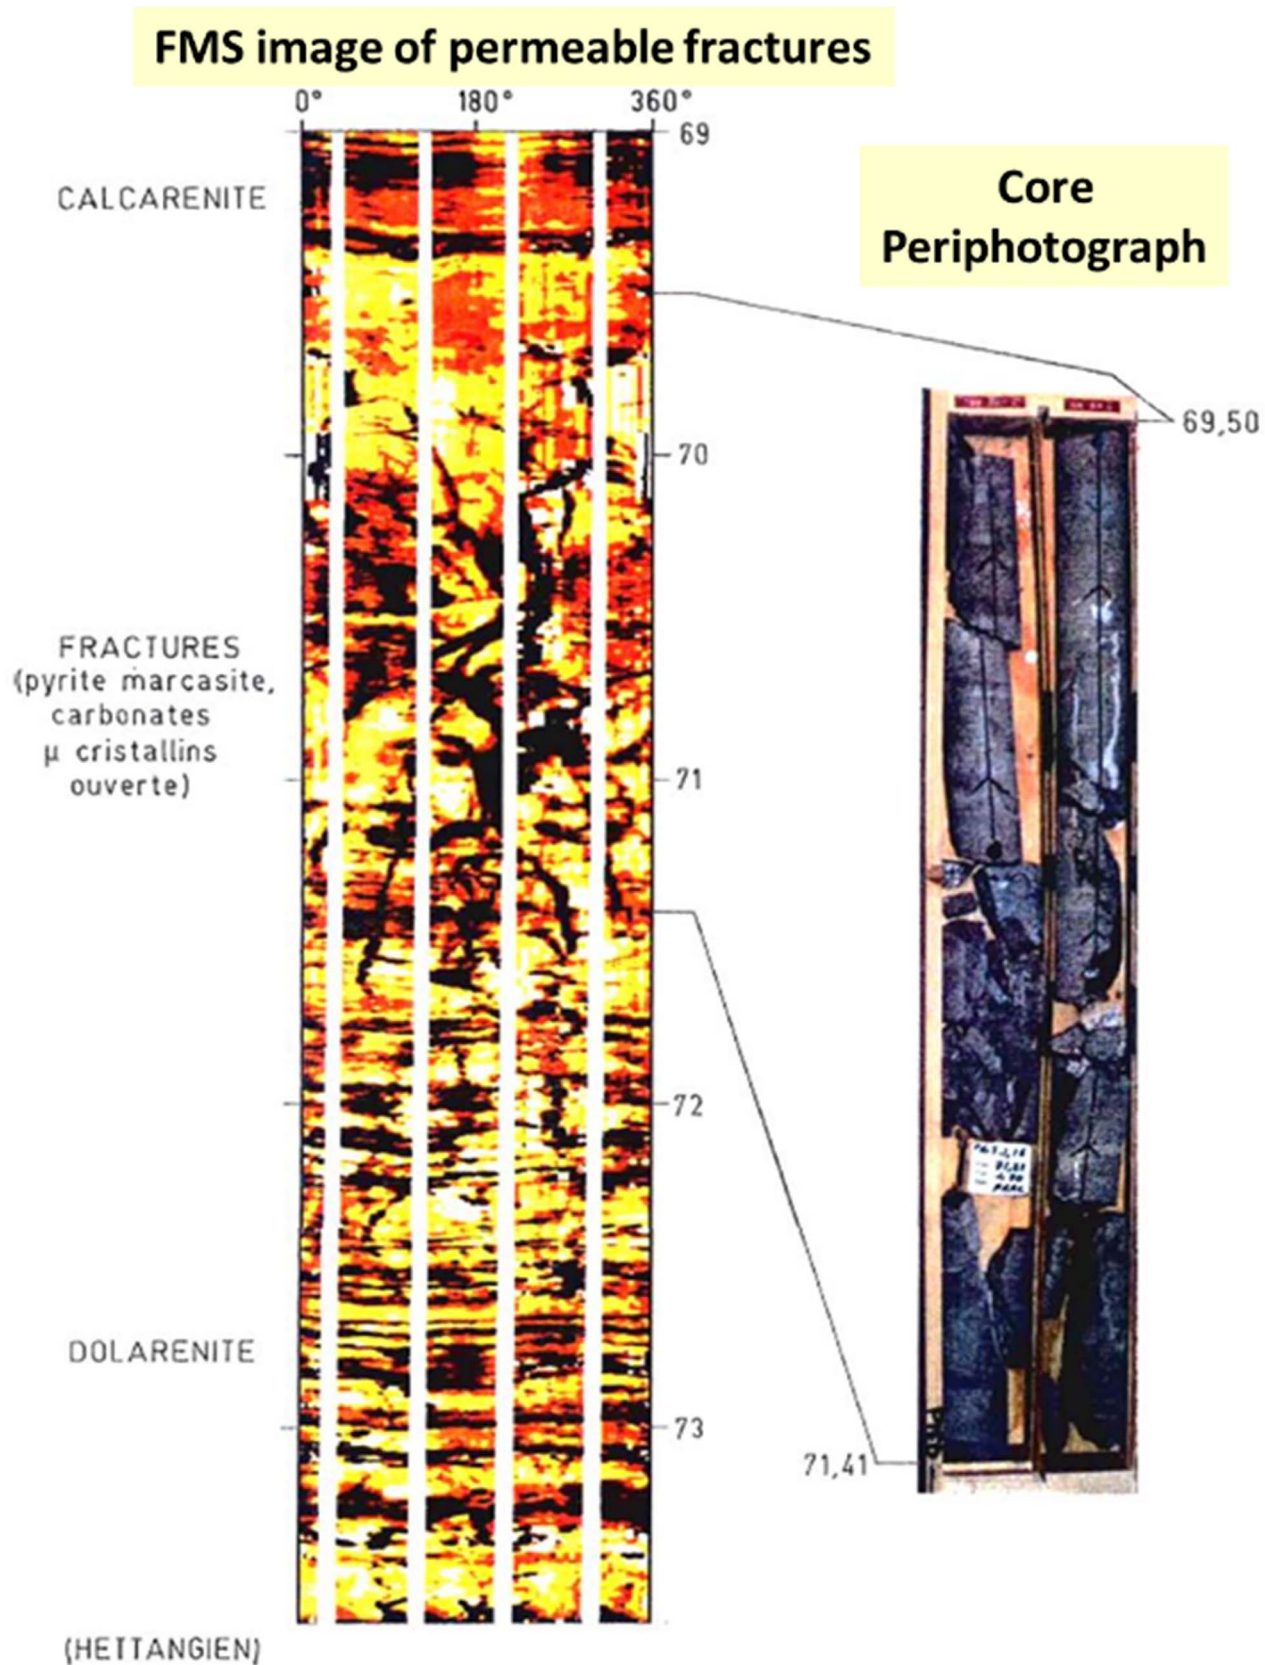 FMS image of permeable fractures
0° 180° 360°
69
CALCARENITE
Core
Periphotograph
69,50
70
FRACTURES
(pyrite marcasite,
carbonates
µ cristallins
ouverte)
71
72
DOLARENITE
73
71,41
(HETTANGIEN)